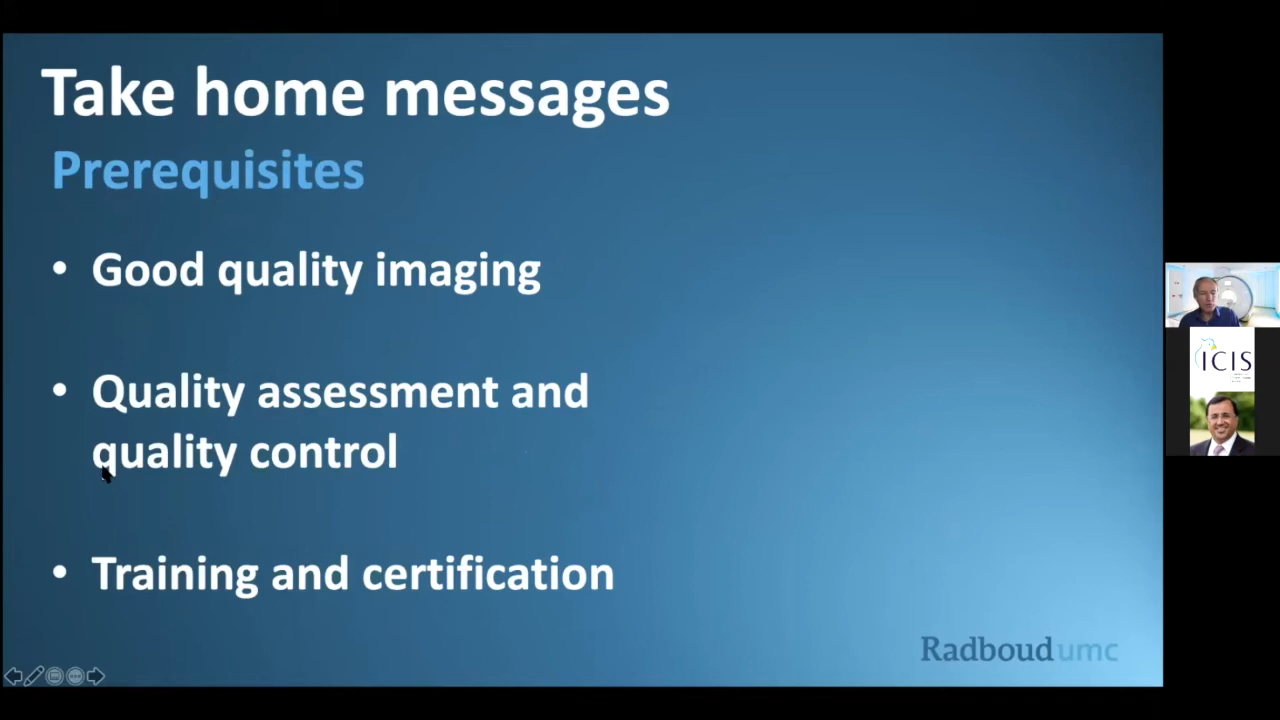 Take home messages
Prerequisites
• Good quality imaging
• Quality assessment and
quality control
• Training and certification
Radboudumc
ICIS